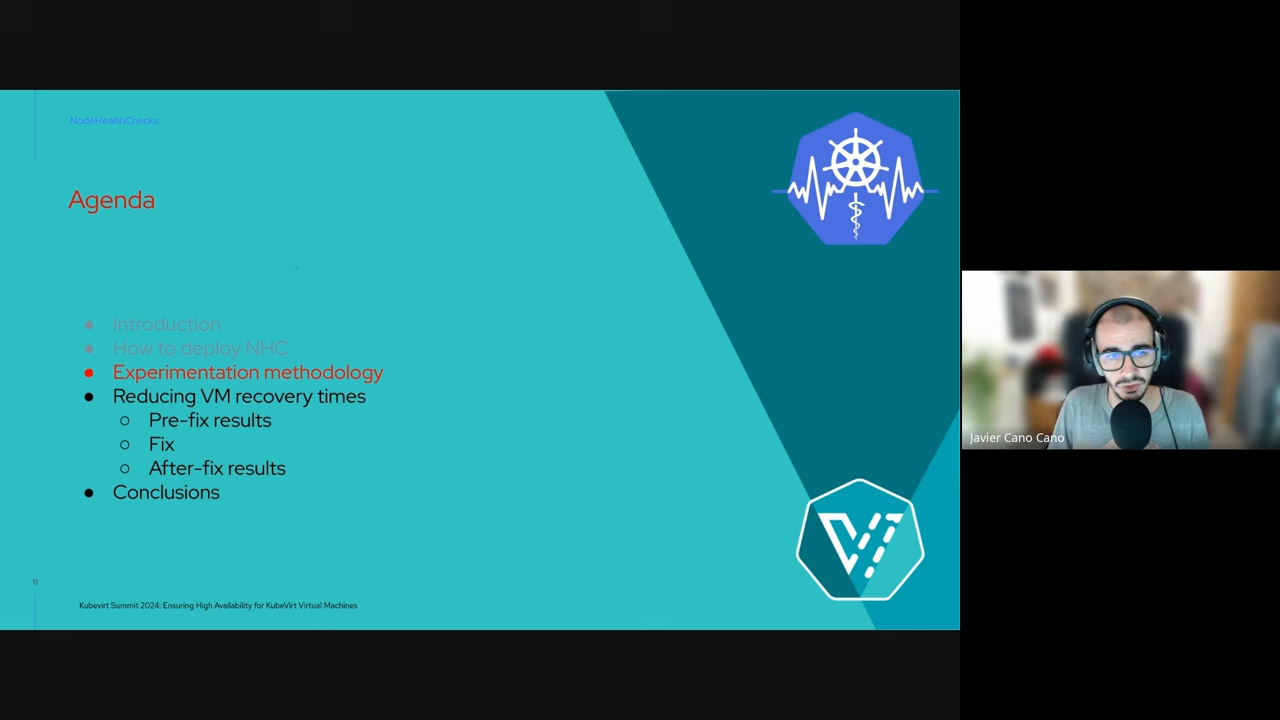 NodeHealthChecks
Agenda
Introduction
How to deploy NHC
Experimentation methodology
Reducing VM recovery times
Pre-fix results
Fix
After-fix results
Conclusions
11
Kubevirt Summit 2024: Ensuring High Availability for KubeVirt Virtual Machines
Javier Cano Cano